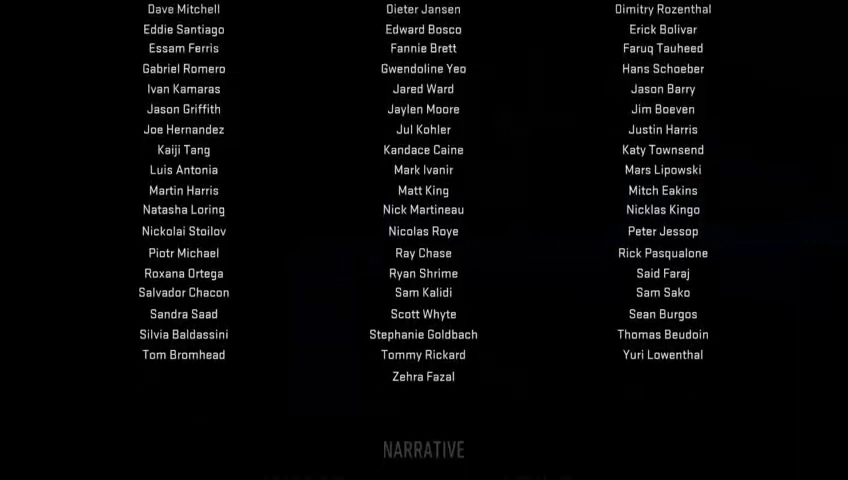 Dave Mitchell Dieter Jansen Dimitry Rozenthal
Eddie Santiago Edward Bosco Erick Bolivar
Essam Ferris Fannie Brett Faruq Tauheed
Gabriel Romero Gwendoline Yeo Hans Schoeber
Ivan Kamaras Jared Ward Jason Barry
Jason Griffith Jaylen Moore Jim Boeven
Joe Hernandez Jul Kohler Justin Harris
Kaiji Tang Kandace Caine Katy Townsend
Luis Antonia Mark Ivanir Mars Lipowski
Martin Harris Matt King Mitch Eakins
Natasha Loring Nick Martineau Nicklas Kingo
Nickolai Stoilov Nicolas Roye Peter Jessop
Piotr Michael Ray Chase Rick Pasqualone
Roxana Ortega Ryan Shrime Said Faraj
Salvador Chacon Sam Kalidi Sam Sako
Sandra Saad Scott Whyte Sean Burgos
Silvia Baldassini Stephanie Goldbach Thomas Beudoin
Tom Bromhead Tommy Rickard Yuri Lowenthal
Zehra Fazal
NARRATIVE